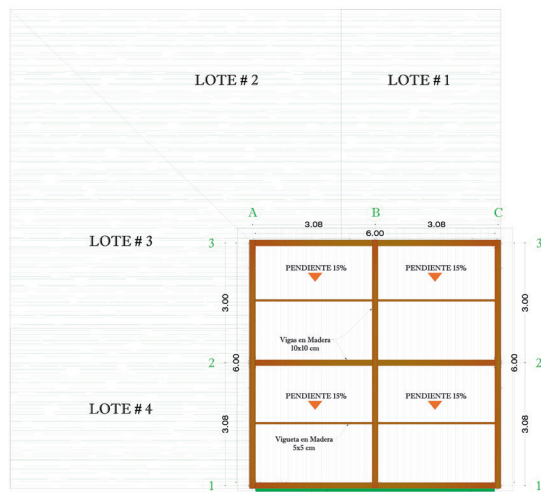 LOTE # 2
LOTE # 1
A
B
C
3.08
3.08
6.00
LOTE # 3
3
3
PENDIENTE 15%
PENDIENTE 15%
3.00
3.00
Vigas en Madera
10x10 cm
2
2
6.00
6.00
PENDIENTE 15%
PENDIENTE 15%
LOTE # 4
3.08
3.08
Vigueta en Madera
5x5 cm
1
1